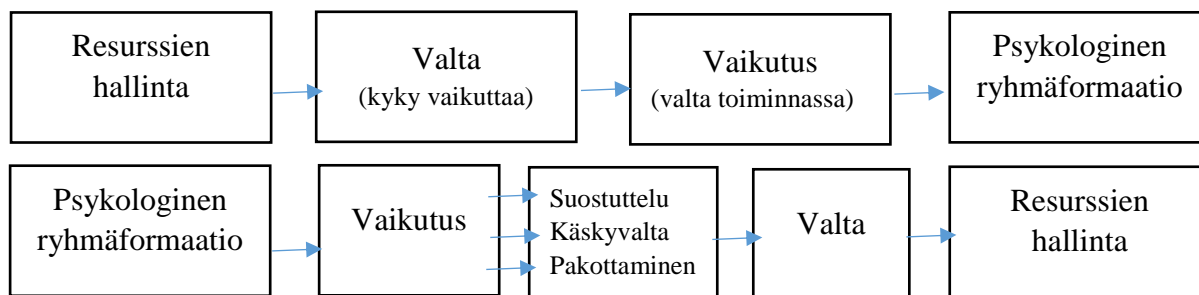 Resurssien
hallinta
Valta
(kyky vaikuttaa)
Vaikutus
(valta toiminnassa)
Psykologinen
ryhmäformaatio
Psykologinen
ryhmäformaatio
Vaikutus
Suostuttelu
Käskyvalta
Pakottaminen
Valta
Resurssien
hallinta